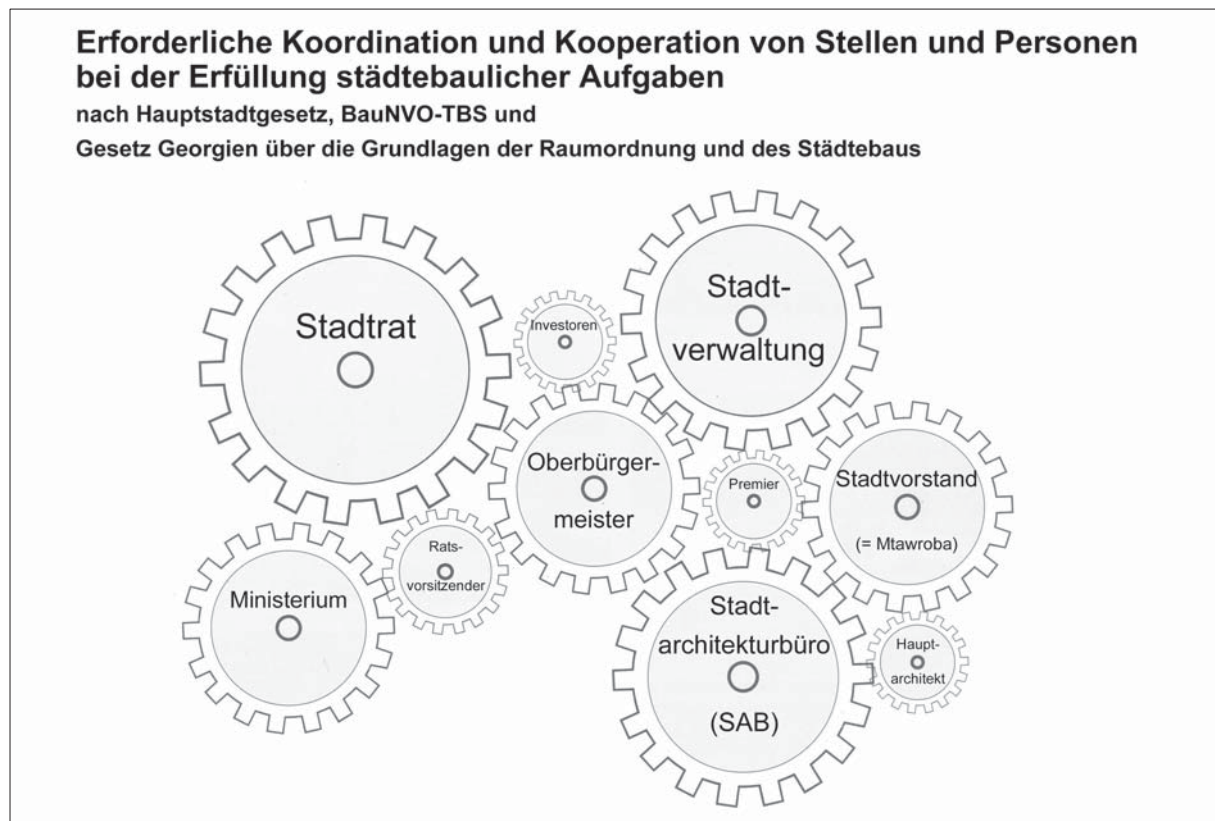 Erforderliche Koordination und Kooperation von Stellen und Personen
bei der Erfüllung städtebaulicher Aufgaben
nach Hauptstadtgesetz, BauNVO-TBS und
Gesetz Georgien über die Grundlagen der Raumordnung und des Städtebaus
Stadtrat
Investoren
Stadt-
verwaltung
Oberbürger-
meister
Premier
Stadtvorstand
(= Mtawroba)
Ministerium
Rats-
vorsitzender
Stadt-
architekturbüro
(SAB)
Haupt-
architekt